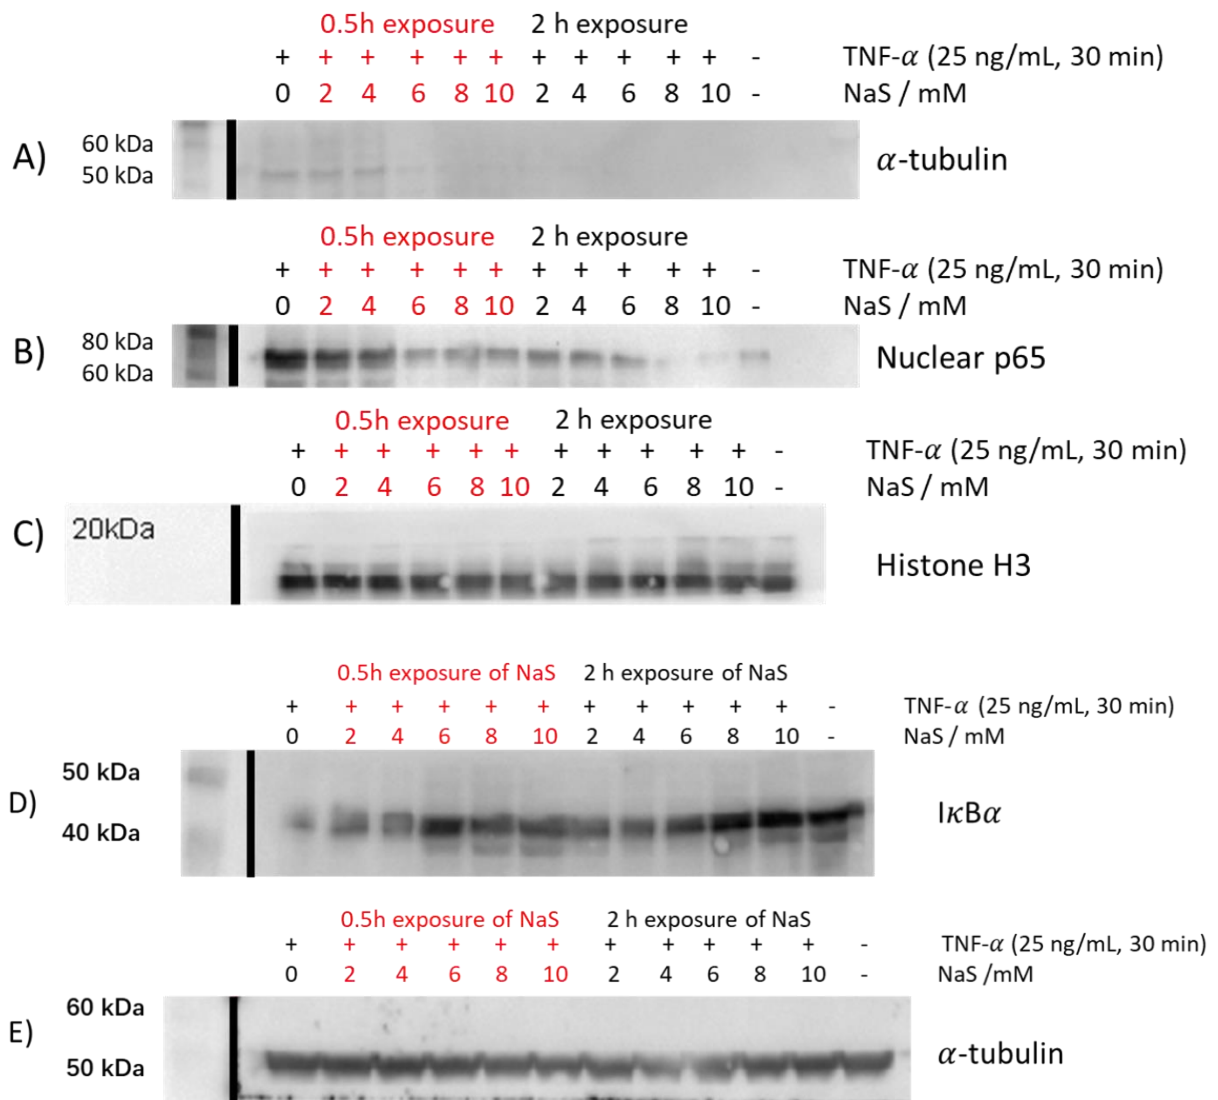 0.5h exposure 2 h exposure
+ + + + + + + + + + + - TNF-𝛼 (25 ng/mL, 30 min)
0 2 4 6 8 10 2 4 6 8 10 - NaS / mM
A) 60 kDa
50 kDa
𝛼-tubulin
0.5h exposure 2 h exposure
+ + + + + + + + + + + - TNF-𝛼 (25 ng/mL, 30 min)
0 2 4 6 8 10 2 4 6 8 10 - NaS / mM
B) 80 kDa
60 kDa
Nuclear p65
0.5h exposure 2 h exposure
+ + + + + + + + + + + - TNF-𝛼 (25 ng/mL, 30 min)
0 2 4 6 8 10 2 4 6 8 10 - NaS / mM
C) 20kDa
Histone H3
0.5h exposure of NaS 2 h exposure of NaS
+ + + + + + + + + + + - TNF-𝛼 (25 ng/mL, 30 min)
0 2 4 6 8 10 2 4 6 8 10 - NaS / mM
50 kDa
D) 40 kDa
I𝜅B𝛼
0.5h exposure of NaS 2 h exposure of NaS
+ + + + + + + + + + + - TNF-𝛼 (25 ng/mL, 30 min)
0 2 4 6 8 10 2 4 6 8 10 - NaS /mM
60 kDa
E) 50 kDa
𝛼-tubulin